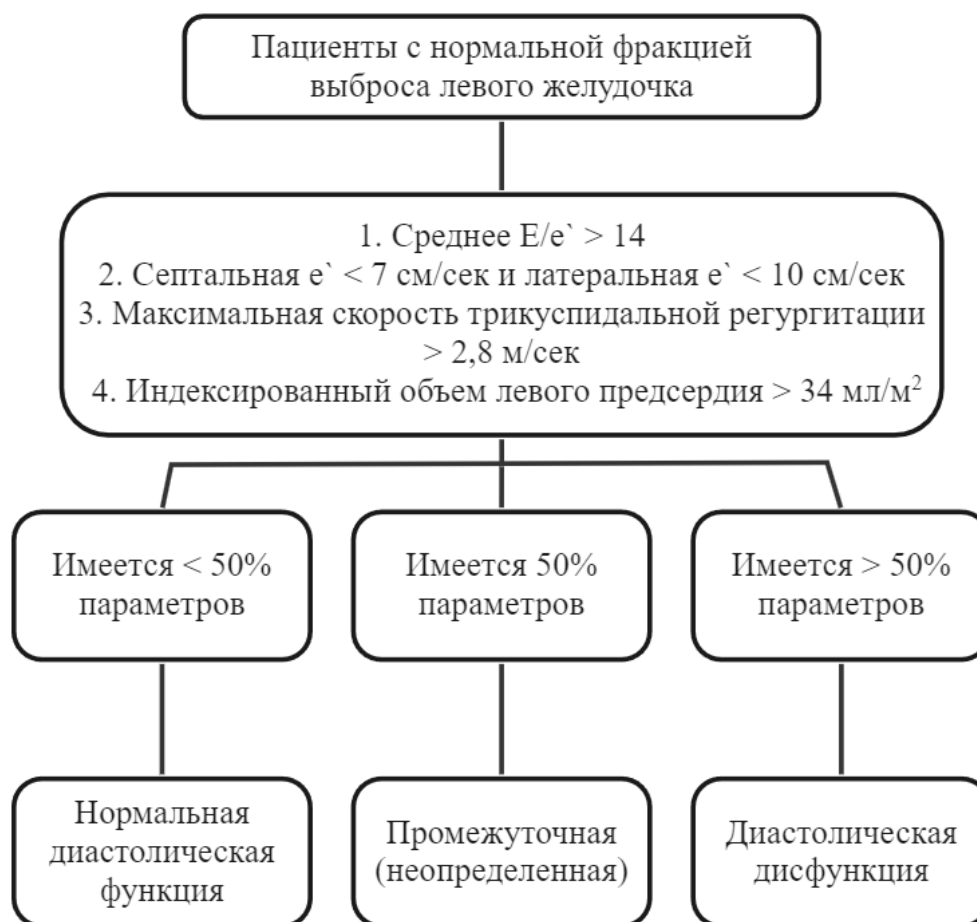 Пациенты с нормальной фракцией
выброса левого желудочка
1. Среднее E/e` > 14
2. Септальная e` < 7 см/сек и латеральная e` < 10 см/сек
3. Максимальная скорость трикуспидальной регургитации
> 2,8 м/сек
4. Индексированный объем левого предсердия > 34 мл/м²
Имеется < 50%
параметров
Имеется 50%
параметров
Имеется > 50%
параметров
Нормальная
диастолическая
функция
Промежуточная
(неопределенная)
Диастолическая
дисфункция